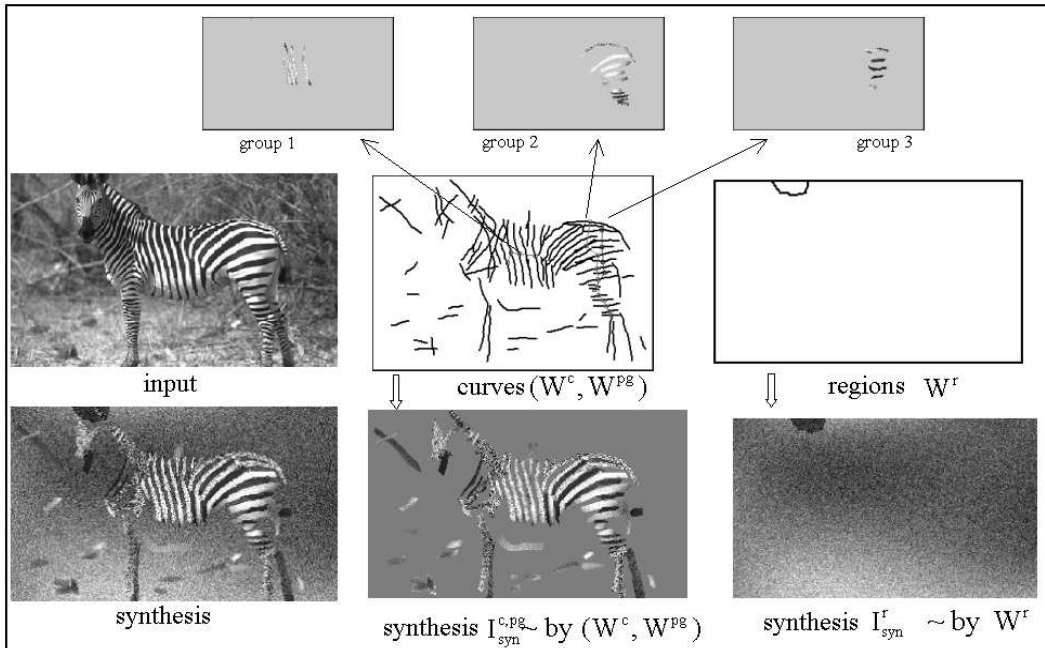 group 1
group 2
group 3
input
curves (W^c, W^pg)
regions W^r
synthesis
synthesis I_syn^c,pg ~ by (W^c, W^pg)
synthesis I_syn^r ~ by W^r